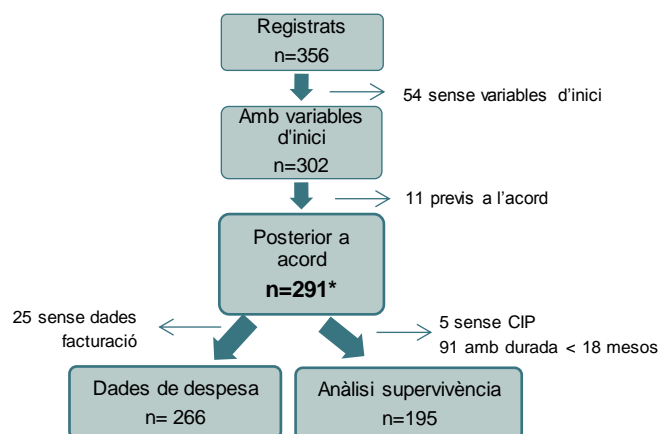 Registrats
n=356
54 sense variables d'inici
Amb variables
d'inici
n=302
11 previs a l'acord
Posterior a
acord
n=291*
25 sense dades
facturació
5 sense CIP
91 amb durada < 18 mesos
Dades de despesa
n= 266
Anàlisi supervivència
n=195